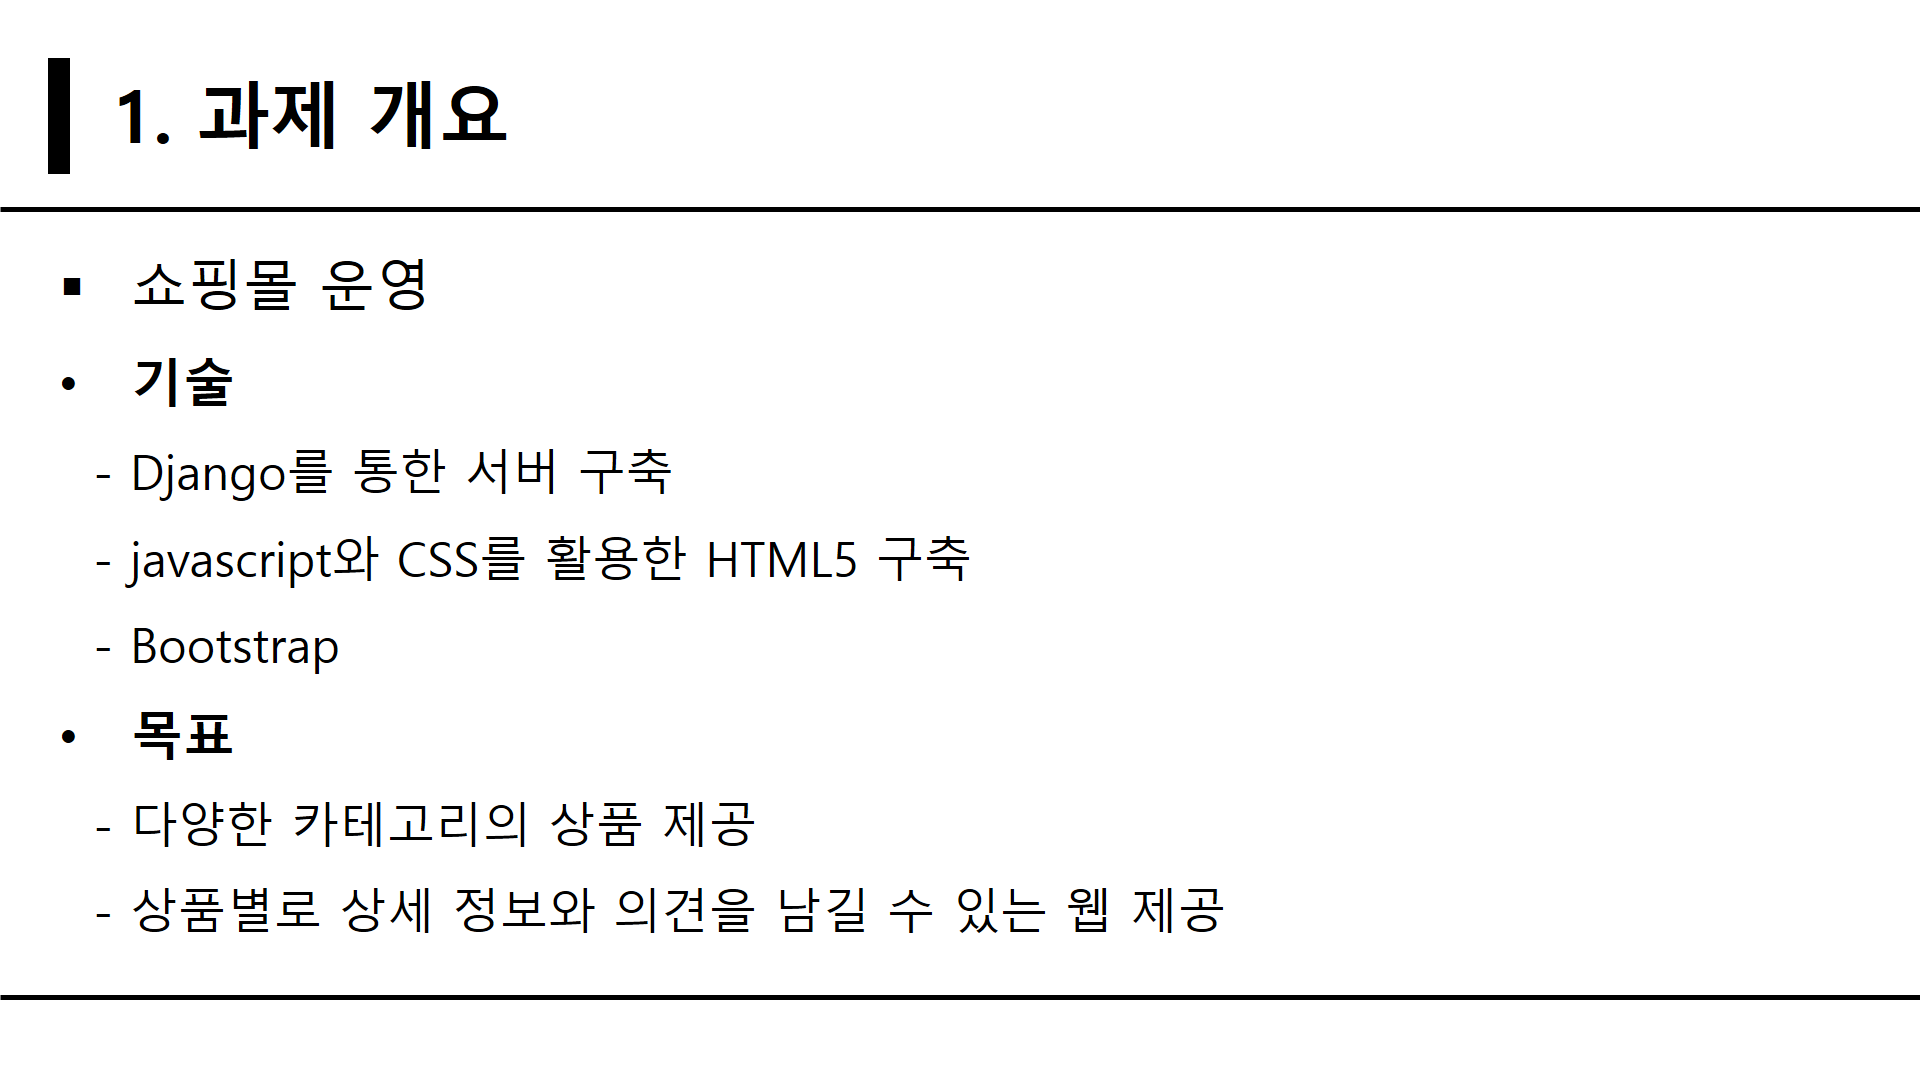 1. 과제 개요
▪ 쇼핑몰 운영
• 기술
- Django를 통한 서버 구축
- javascript와 CSS를 활용한 HTML5 구축
- Bootstrap
• 목표
- 다양한 카테고리의 상품 제공
- 상품별로 상세 정보와 의견을 남길 수 있는 웹 제공